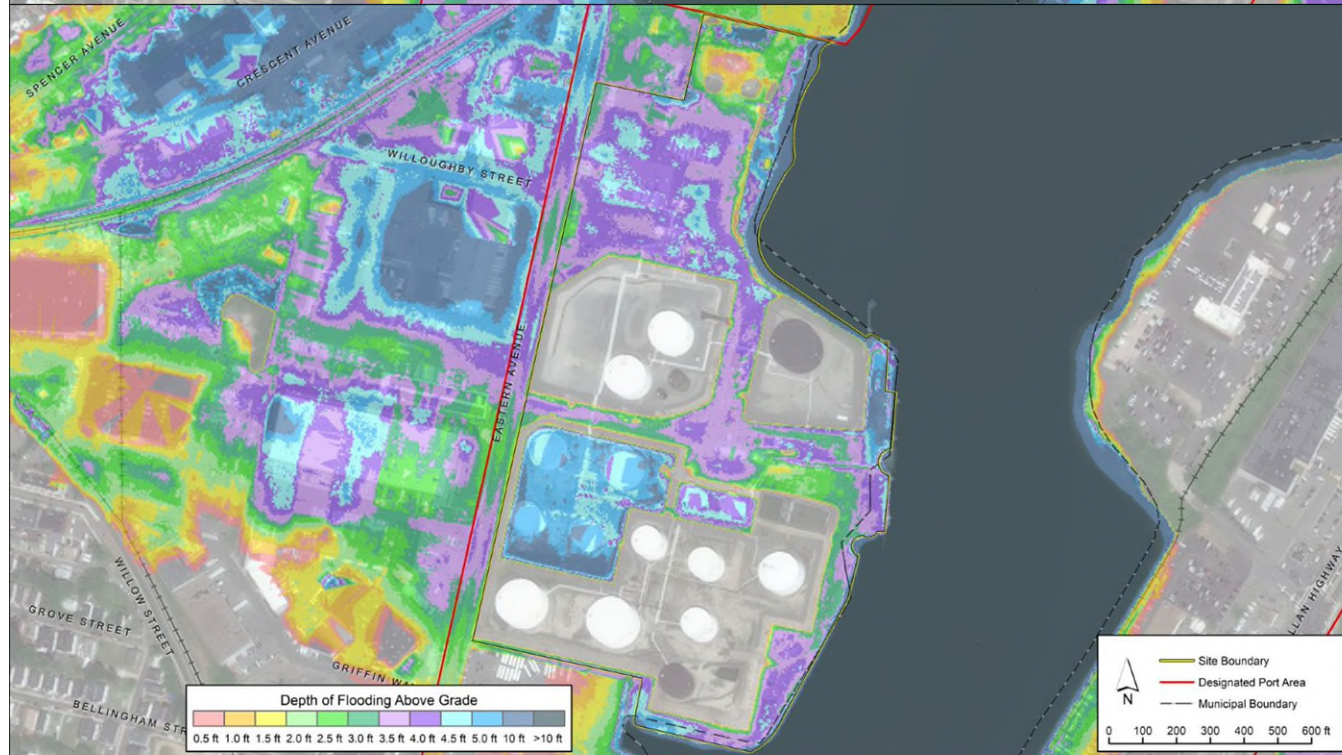 SPENCER AVENUE
CRESCENT AVENUE
WILLOUGHBY STREET
EASTERN AVENUE
WILLOW STREET
GROVE STREET
GRIFFIN WA
BELLINGHAM STR
LLAN HIGHWAY
Depth of Flooding Above Grade
0.5 ft 1.0 ft 1.5 ft 2.0 ft 2.5 ft 3.0 ft 3.5 ft 4.0 ft 4.5 ft 5.0 ft 10 ft >10 ft
N
Site Boundary
Designated Port Area
Municipal Boundary
0 100 200 300 400 500 600 ft